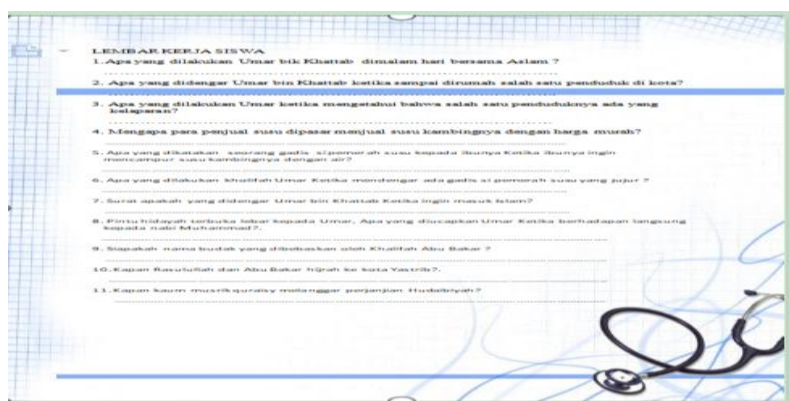 LEMBAR KERJA SISWA
1. Apa yang dilakukan Umar bik Khattab dimalam hari bersama Aslam ?
2. Apa yang didengar Umar bin Khattab ketika sampai dirumah salah satu penduduk di kota?
3. Apa yang dilakukan Umar ketika mengetahui bahwa salah satu penduduknya ada yang
kelaparan?
4. Mengapa para penjual susu dipasar menjual susu kambingnya dengan harga murah?
5. Apa yang dikatakan seorang gadis si pemerah susu kepada ibunya Ketika ibunya ingin
mencampur susu kambingnya dengan air?
6. Apa yang dilakukan khalifah Umar Ketika mendengar ada gadis si pemerah susu yang jujur ?
7. Surat apakah yang didengar Umar bin Khattab Ketika ingin masuk Islam?
8. Pintu hidayah terbuka lebar kepada Umar, Apa yang diucapkan Umar Ketika berhadapan langsung
kepada nabi Muhammad?.
9. Siapakah nama budak yang dibebaskan oleh Khalifah Abu Bakar ?
10. Kapan Rasulullah dan Abu Bakar hijrah ke kota Yastrib?.
11. Kapan kaum musrik quraisy melanggar perjanjian Hudaibiyah?